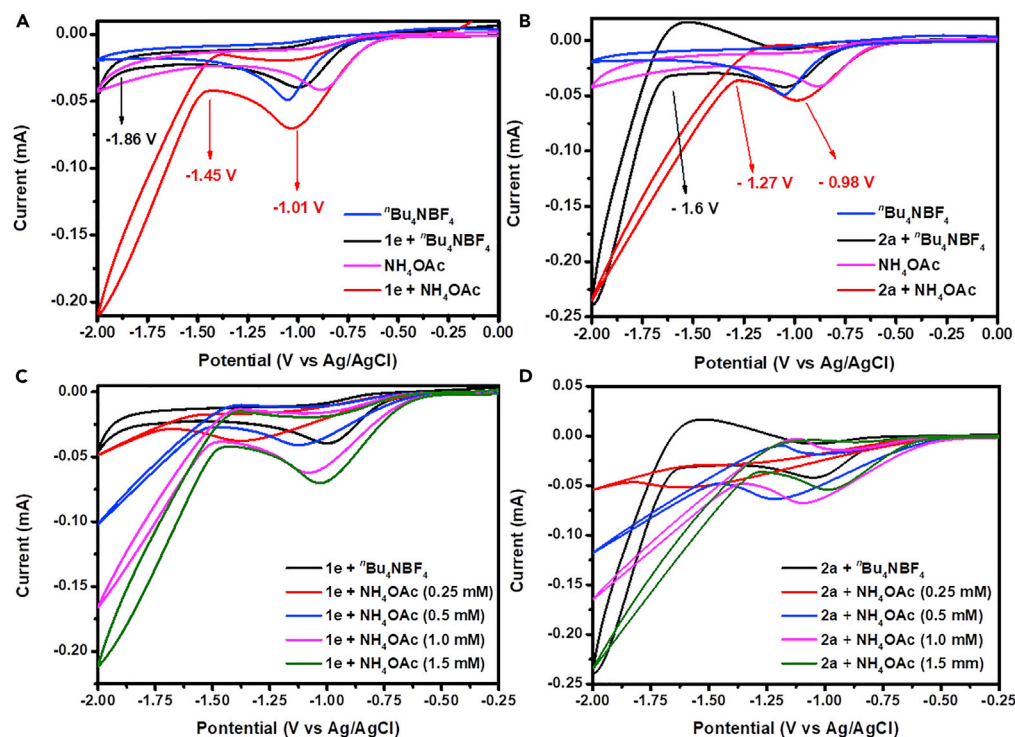 A
0.00
-0.05
-0.10
-0.15
-0.20
Current (mA)
-1.86 V
-1.45 V
-1.01 V
ⁿBu₄NBF₄
1e + ⁿBu₄NBF₄
NH₄OAc
1e + NH₄OAc
-2.00 -1.75 -1.50 -1.25 -1.00 -0.75 -0.50 -0.25 0.00
Potential (V vs Ag/AgCl)
B
0.00
-0.05
-0.10
-0.15
-0.20
-0.25
Current (mA)
- 1.6 V
- 1.27 V
- 0.98 V
ⁿBu₄NBF₄
2a + ⁿBu₄NBF₄
NH₄OAc
2a + NH₄OAc
-2.00 -1.75 -1.50 -1.25 -1.00 -0.75 -0.50 -0.25 0.00
Potential (V vs Ag/AgCl)
C
0.00
-0.05
-0.10
-0.15
-0.20
Current (mA)
1e + ⁿBu₄NBF₄
1e + NH₄OAc (0.25 mM)
1e + NH₄OAc (0.5 mM)
1e + NH₄OAc (1.0 mM)
1e + NH₄OAc (1.5 mM)
-2.00 -1.75 -1.50 -1.25 -1.00 -0.75 -0.50 -0.25
Pontential (V vs Ag/AgCl)
D
0.05
0.00
-0.05
-0.10
-0.15
-0.20
-0.25
Current (mA)
2a + ⁿBu₄NBF₄
2a + NH₄OAc (0.25 mM)
2a + NH₄OAc (0.5 mM)
2a + NH₄OAc (1.0 mM)
2a + NH₄OAc (1.5 mm)
-2.00 -1.75 -1.50 -1.25 -1.00 -0.75 -0.50 -0.25
Pontential (V vs Ag/AgCl)